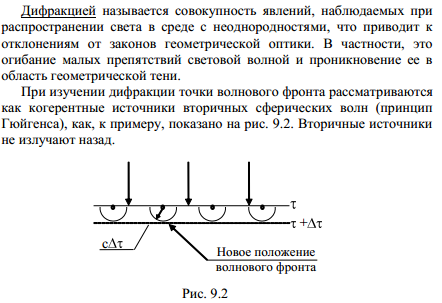 Дифракцией называется совокупность явлений, наблюдаемых при
распространении света в среде с неоднородностями, что приводит к
отклонениям от законов геометрической оптики. В частности, это
огибание малых препятствий световой волной и проникновение ее в
область геометрической тени.
При изучении дифракции точки волнового фронта рассматриваются
как когерентные источники вторичных сферических волн (принцип
Гюйгенса), как, к примеру, показано на рис. 9.2. Вторичные источники
не излучают назад.
τ
τ +Δτ
cΔτ
Новое положение
волнового фронта
Рис. 9.2